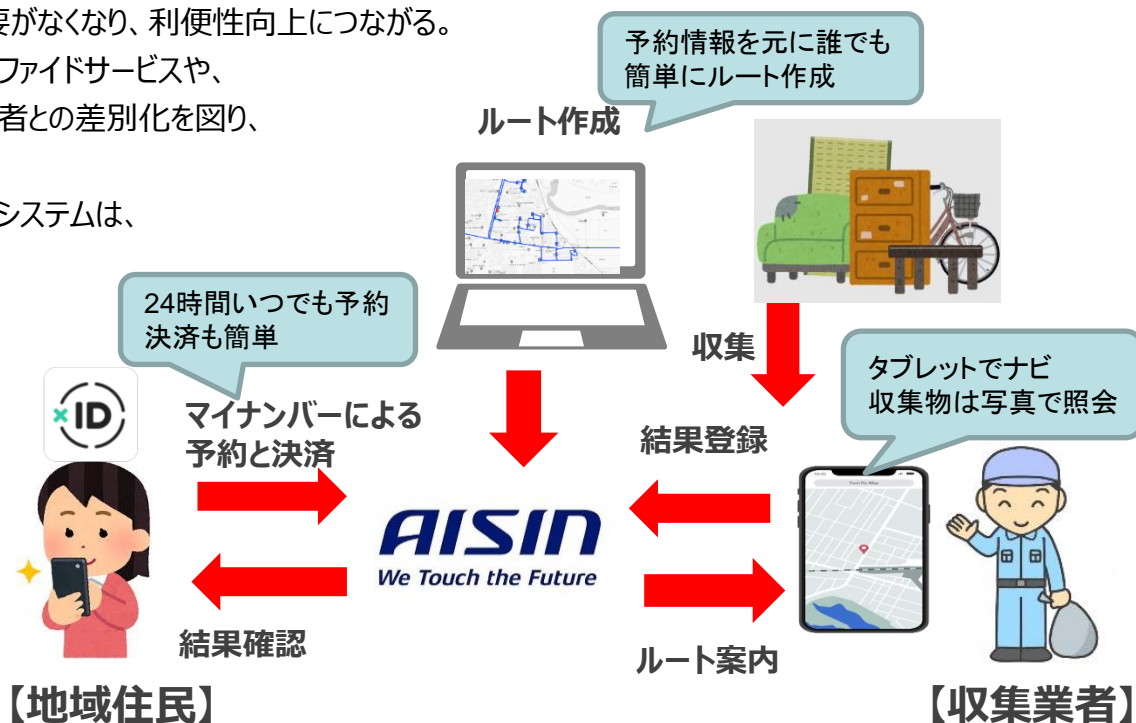 要がなくなり、利便性向上につながる。
ファイドサービスや、
者との差別化を図り、
システムは、
予約情報を元に誰でも
簡単にルート作成
ルート作成
24時間いつでも予約
決済も簡単
収集
タブレットでナビ
収集物は写真で照会
×ID
マイナンバーによる
予約と決済
結果登録
AISIN
We Touch the Future
結果確認
ルート案内
【地域住民】
【収集業者】